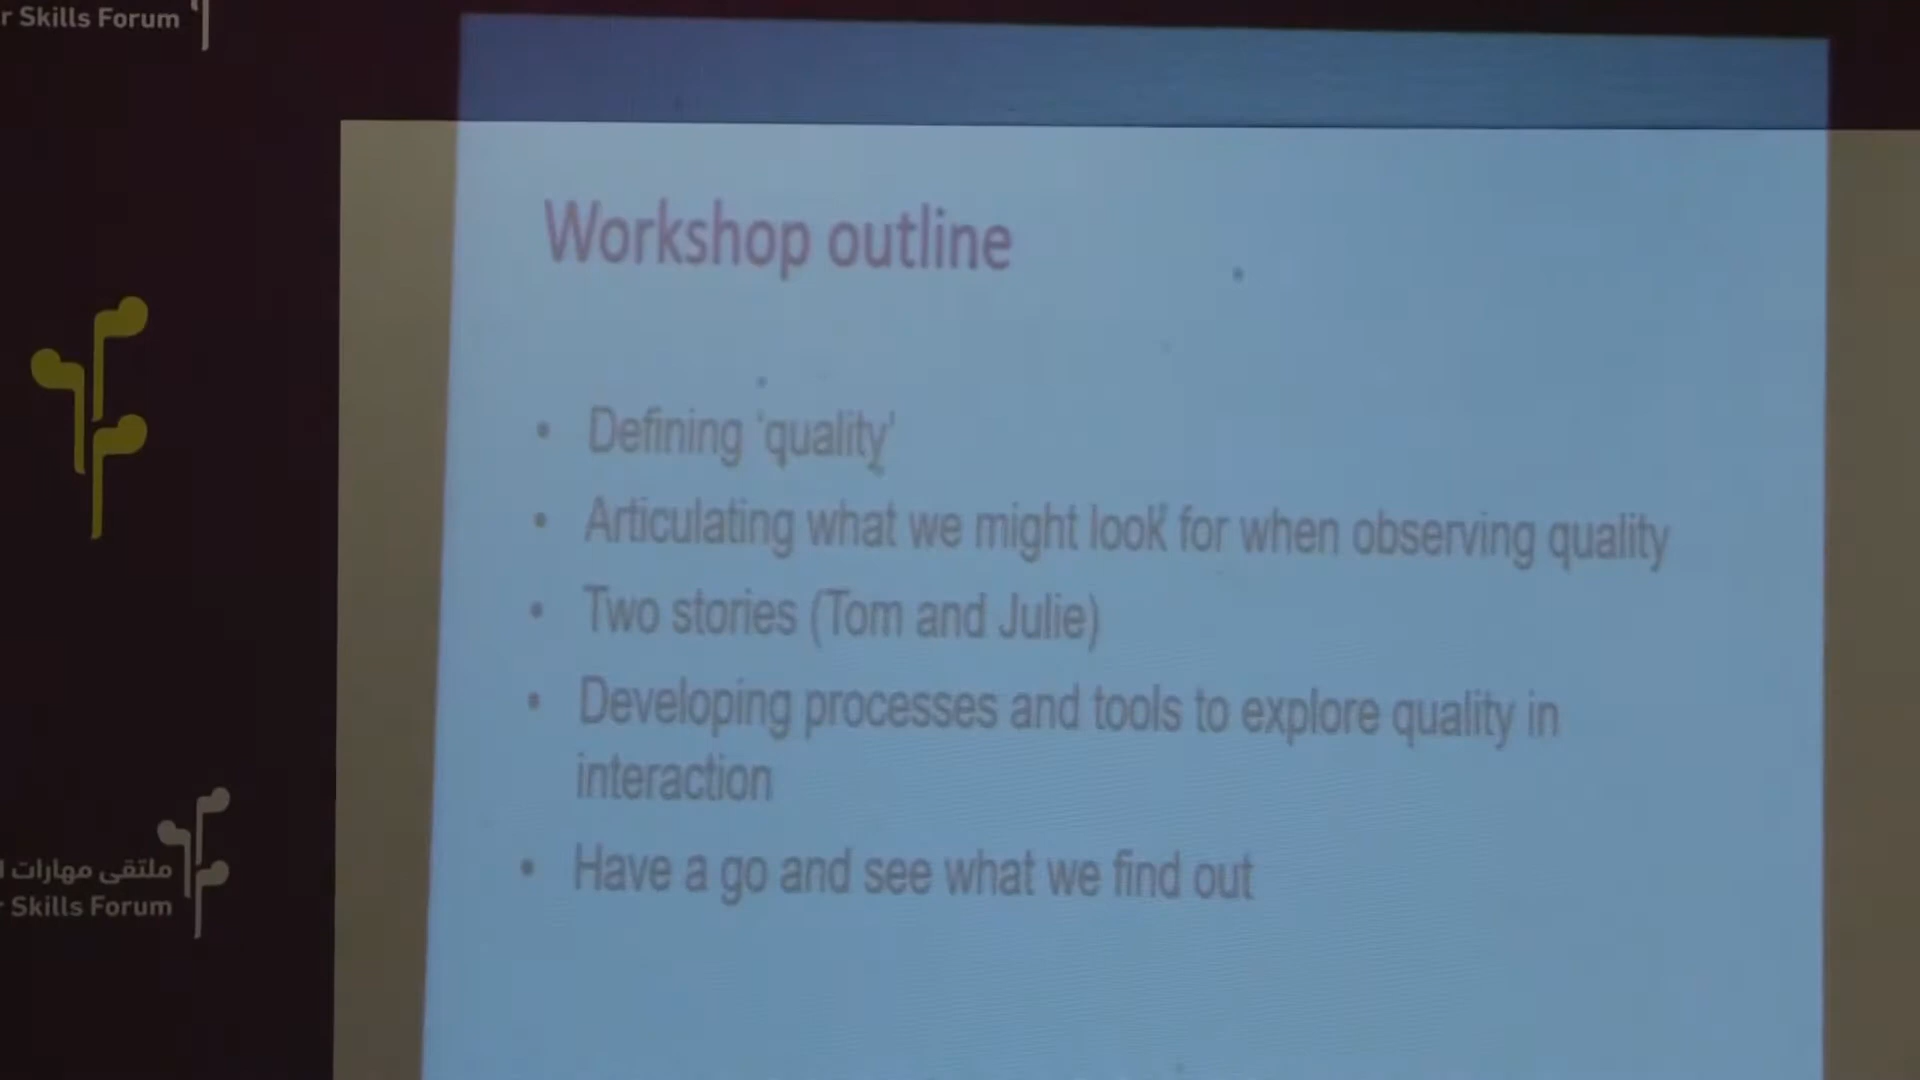 r Skills Forum
Workshop outline
• Defining 'quality'
• Articulating what we might look for when observing quality
• Two stories (Tom and Julie)
• Developing processes and tools to explore quality in
interaction
• Have a go and see what we find out
ملتقى مهارات ا
Skills Forum